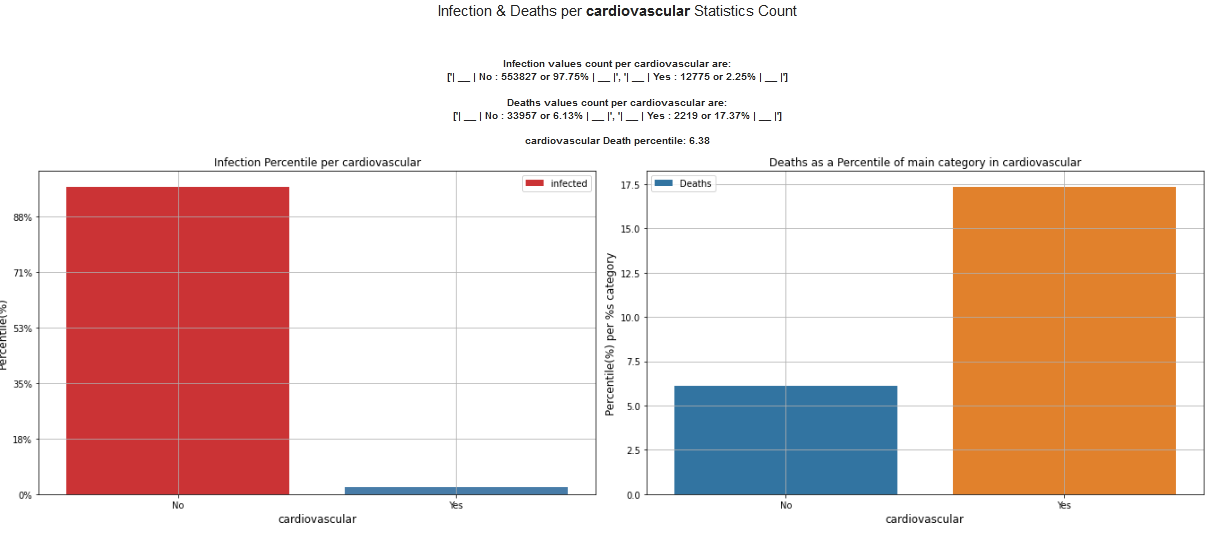 Infection & Deaths per cardiovascular Statistics Count
Infection values count per cardiovascular are:
['| __ | No : 553827 or 97.75% | __ |', '| __ | Yes : 12775 or 2.25% | __ |']
Deaths values count per cardiovascular are:
['| __ | No : 33957 or 6.13% | __ |', '| __ | Yes : 2219 or 17.37% | __ |']
cardiovascular Death percentile: 6.38
Infection Percentile per cardiovascular
infected
88%
71%
53%
35%
18%
0%
Percentile(%)
No
Yes
cardiovascular
Deaths as a Percentile of main category in cardiovascular
Deaths
17.5
15.0
12.5
10.0
7.5
5.0
2.5
0.0
Percentile(%) per %s category
No
Yes
cardiovascular